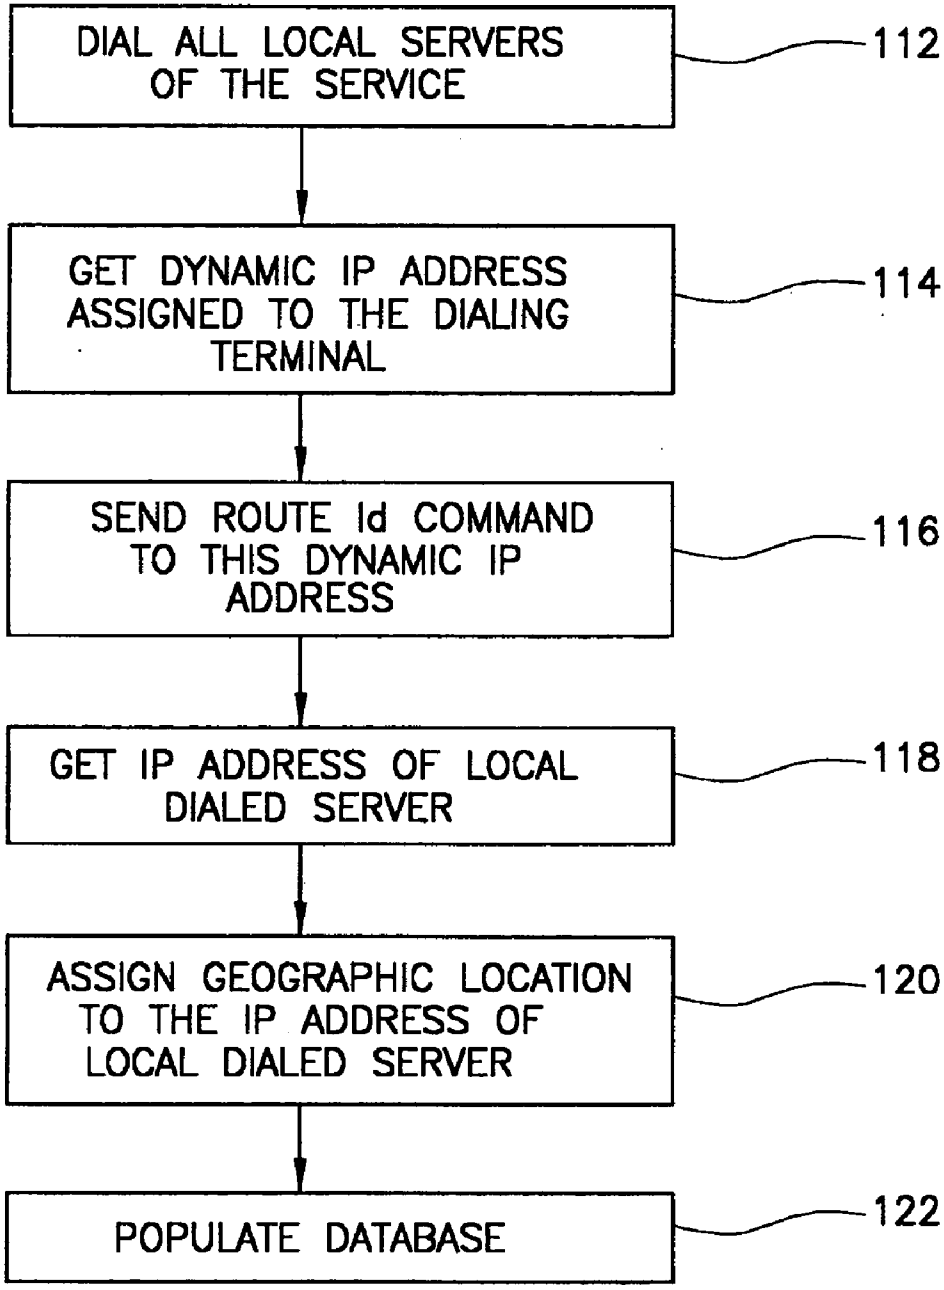 DIAL ALL LOCAL SERVERS
OF THE SERVICE
112
GET DYNAMIC IP ADDRESS
ASSIGNED TO THE DIALING
TERMINAL
114
SEND ROUTE Id COMMAND
TO THIS DYNAMIC IP
ADDRESS
116
GET IP ADDRESS OF LOCAL
DIALED SERVER
118
ASSIGN GEOGRAPHIC LOCATION
TO THE IP ADDRESS OF
LOCAL DIALED SERVER
120
POPULATE DATABASE
122